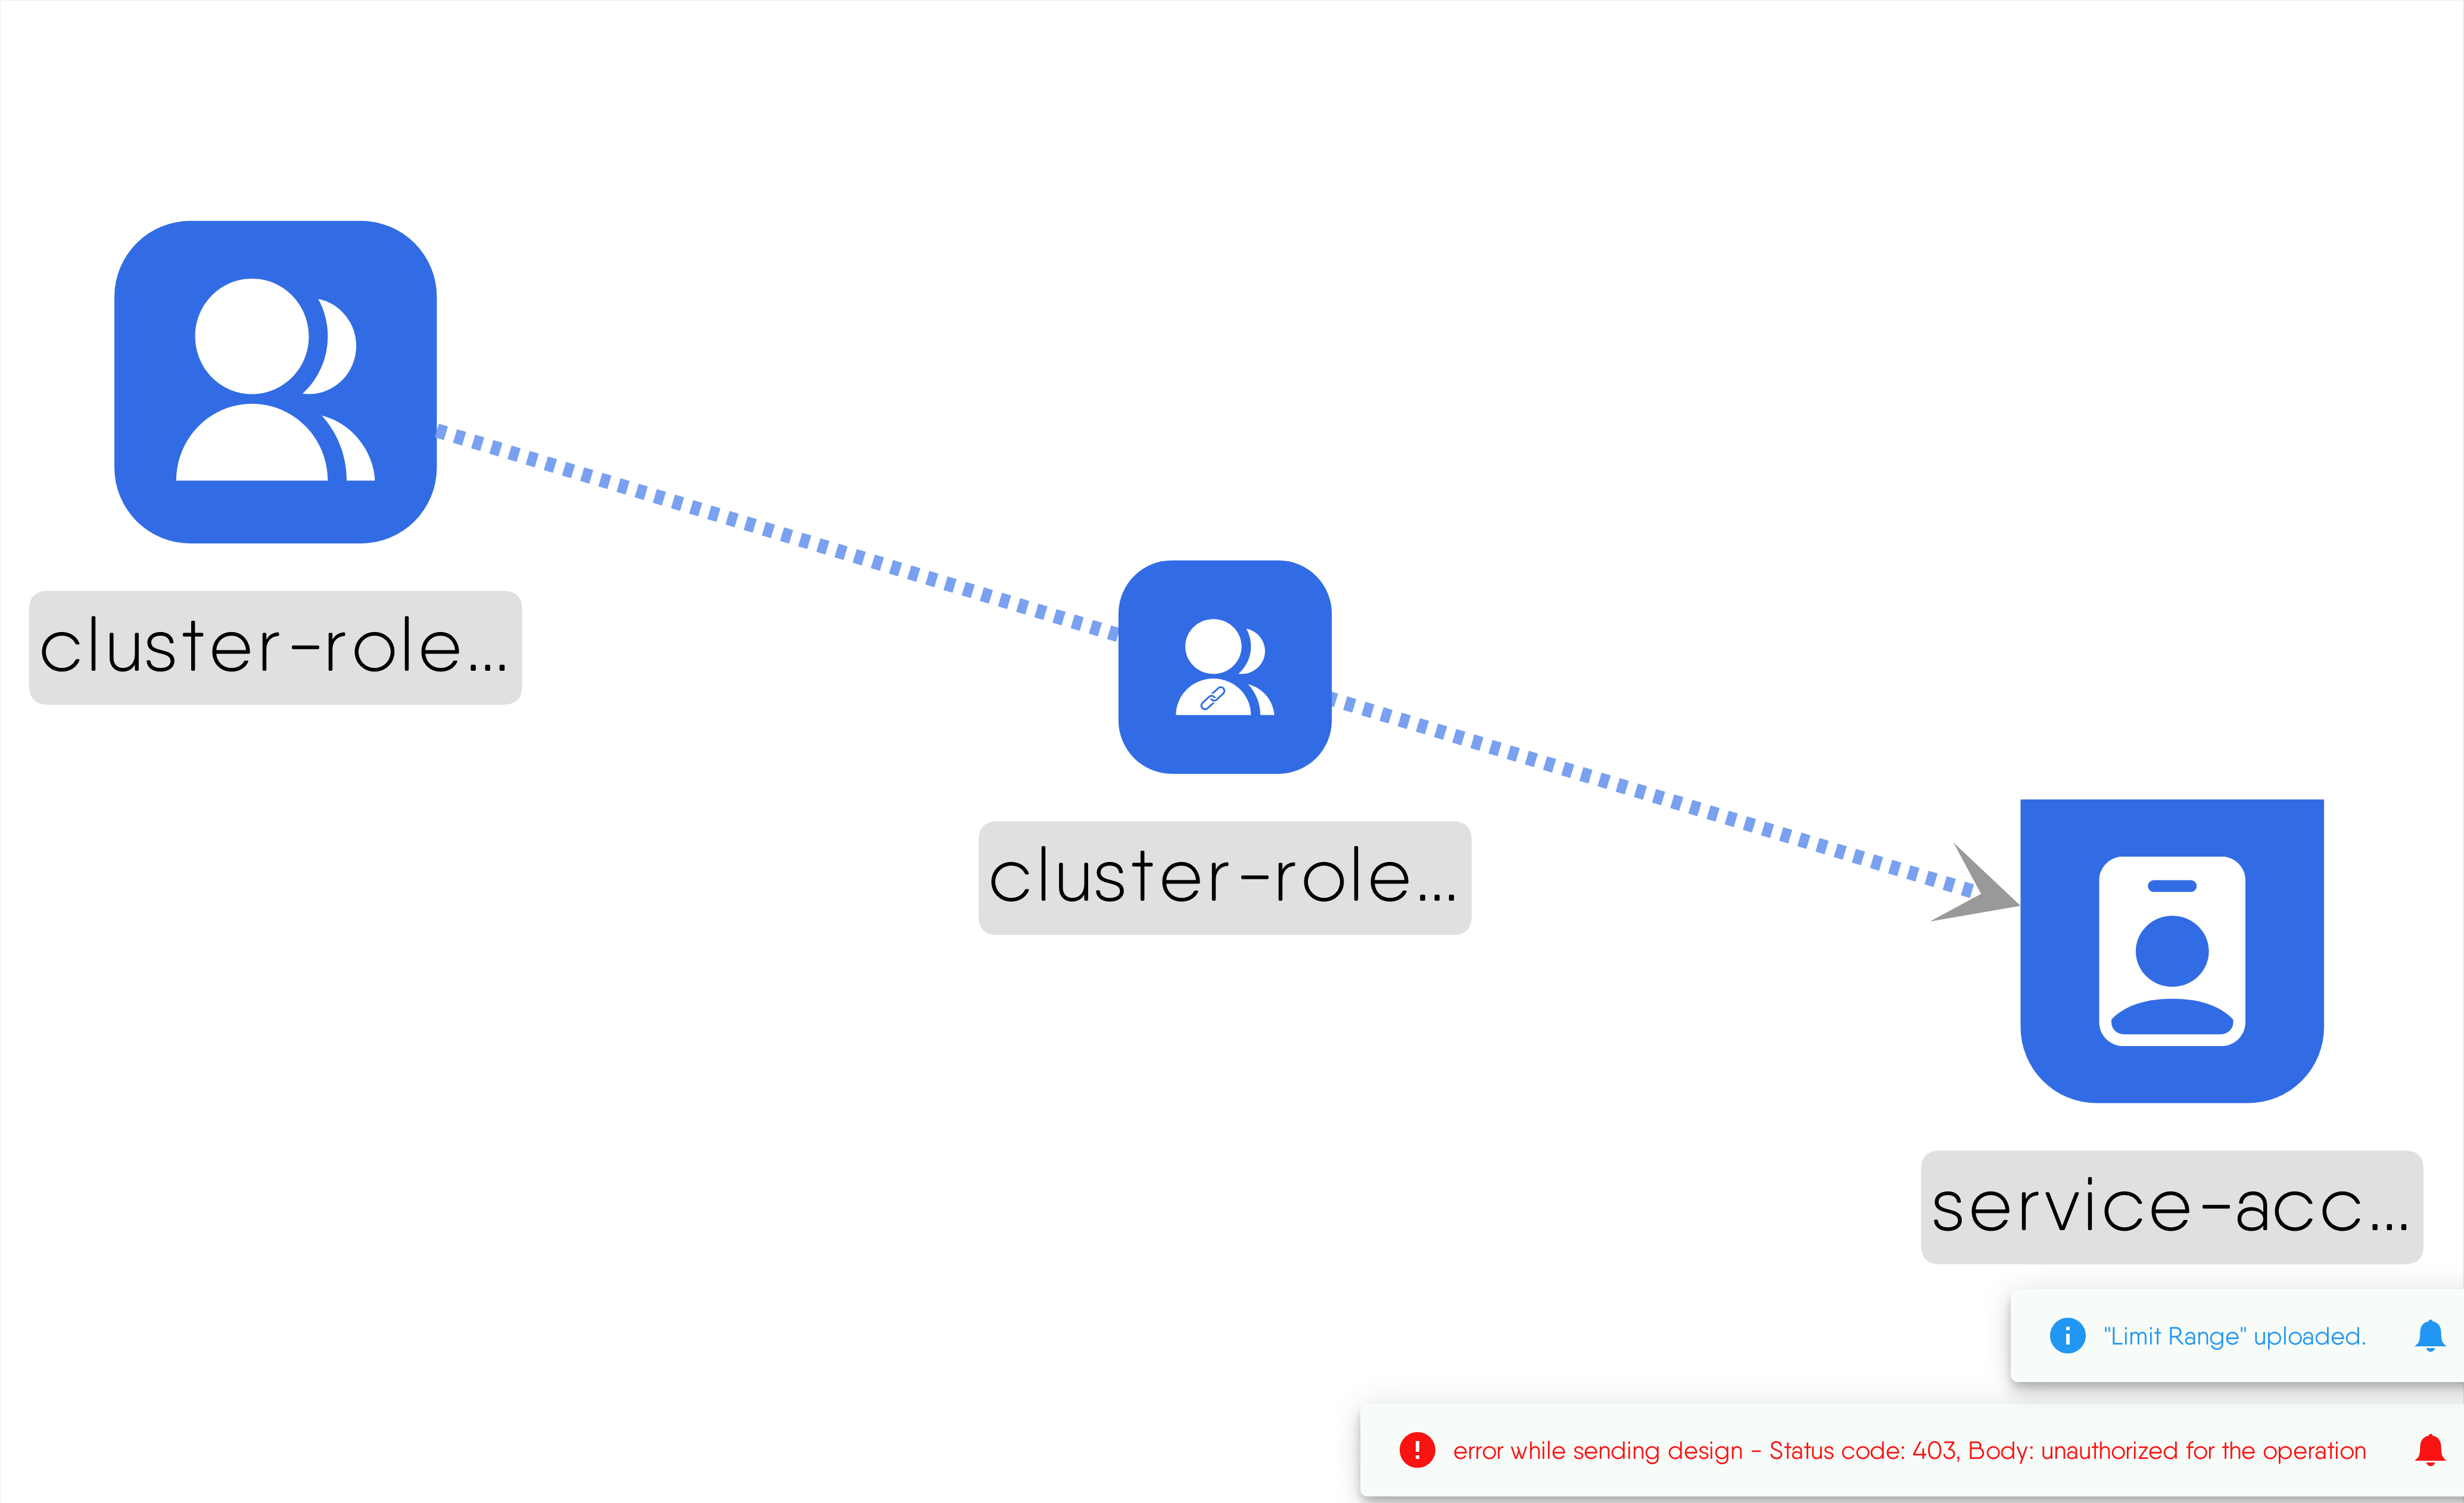 cluster-role...
cluster-role...
service-acc...
"Limit Range" uploaded.
error while sending design - Status code: 403, Body: unauthorized for the operation